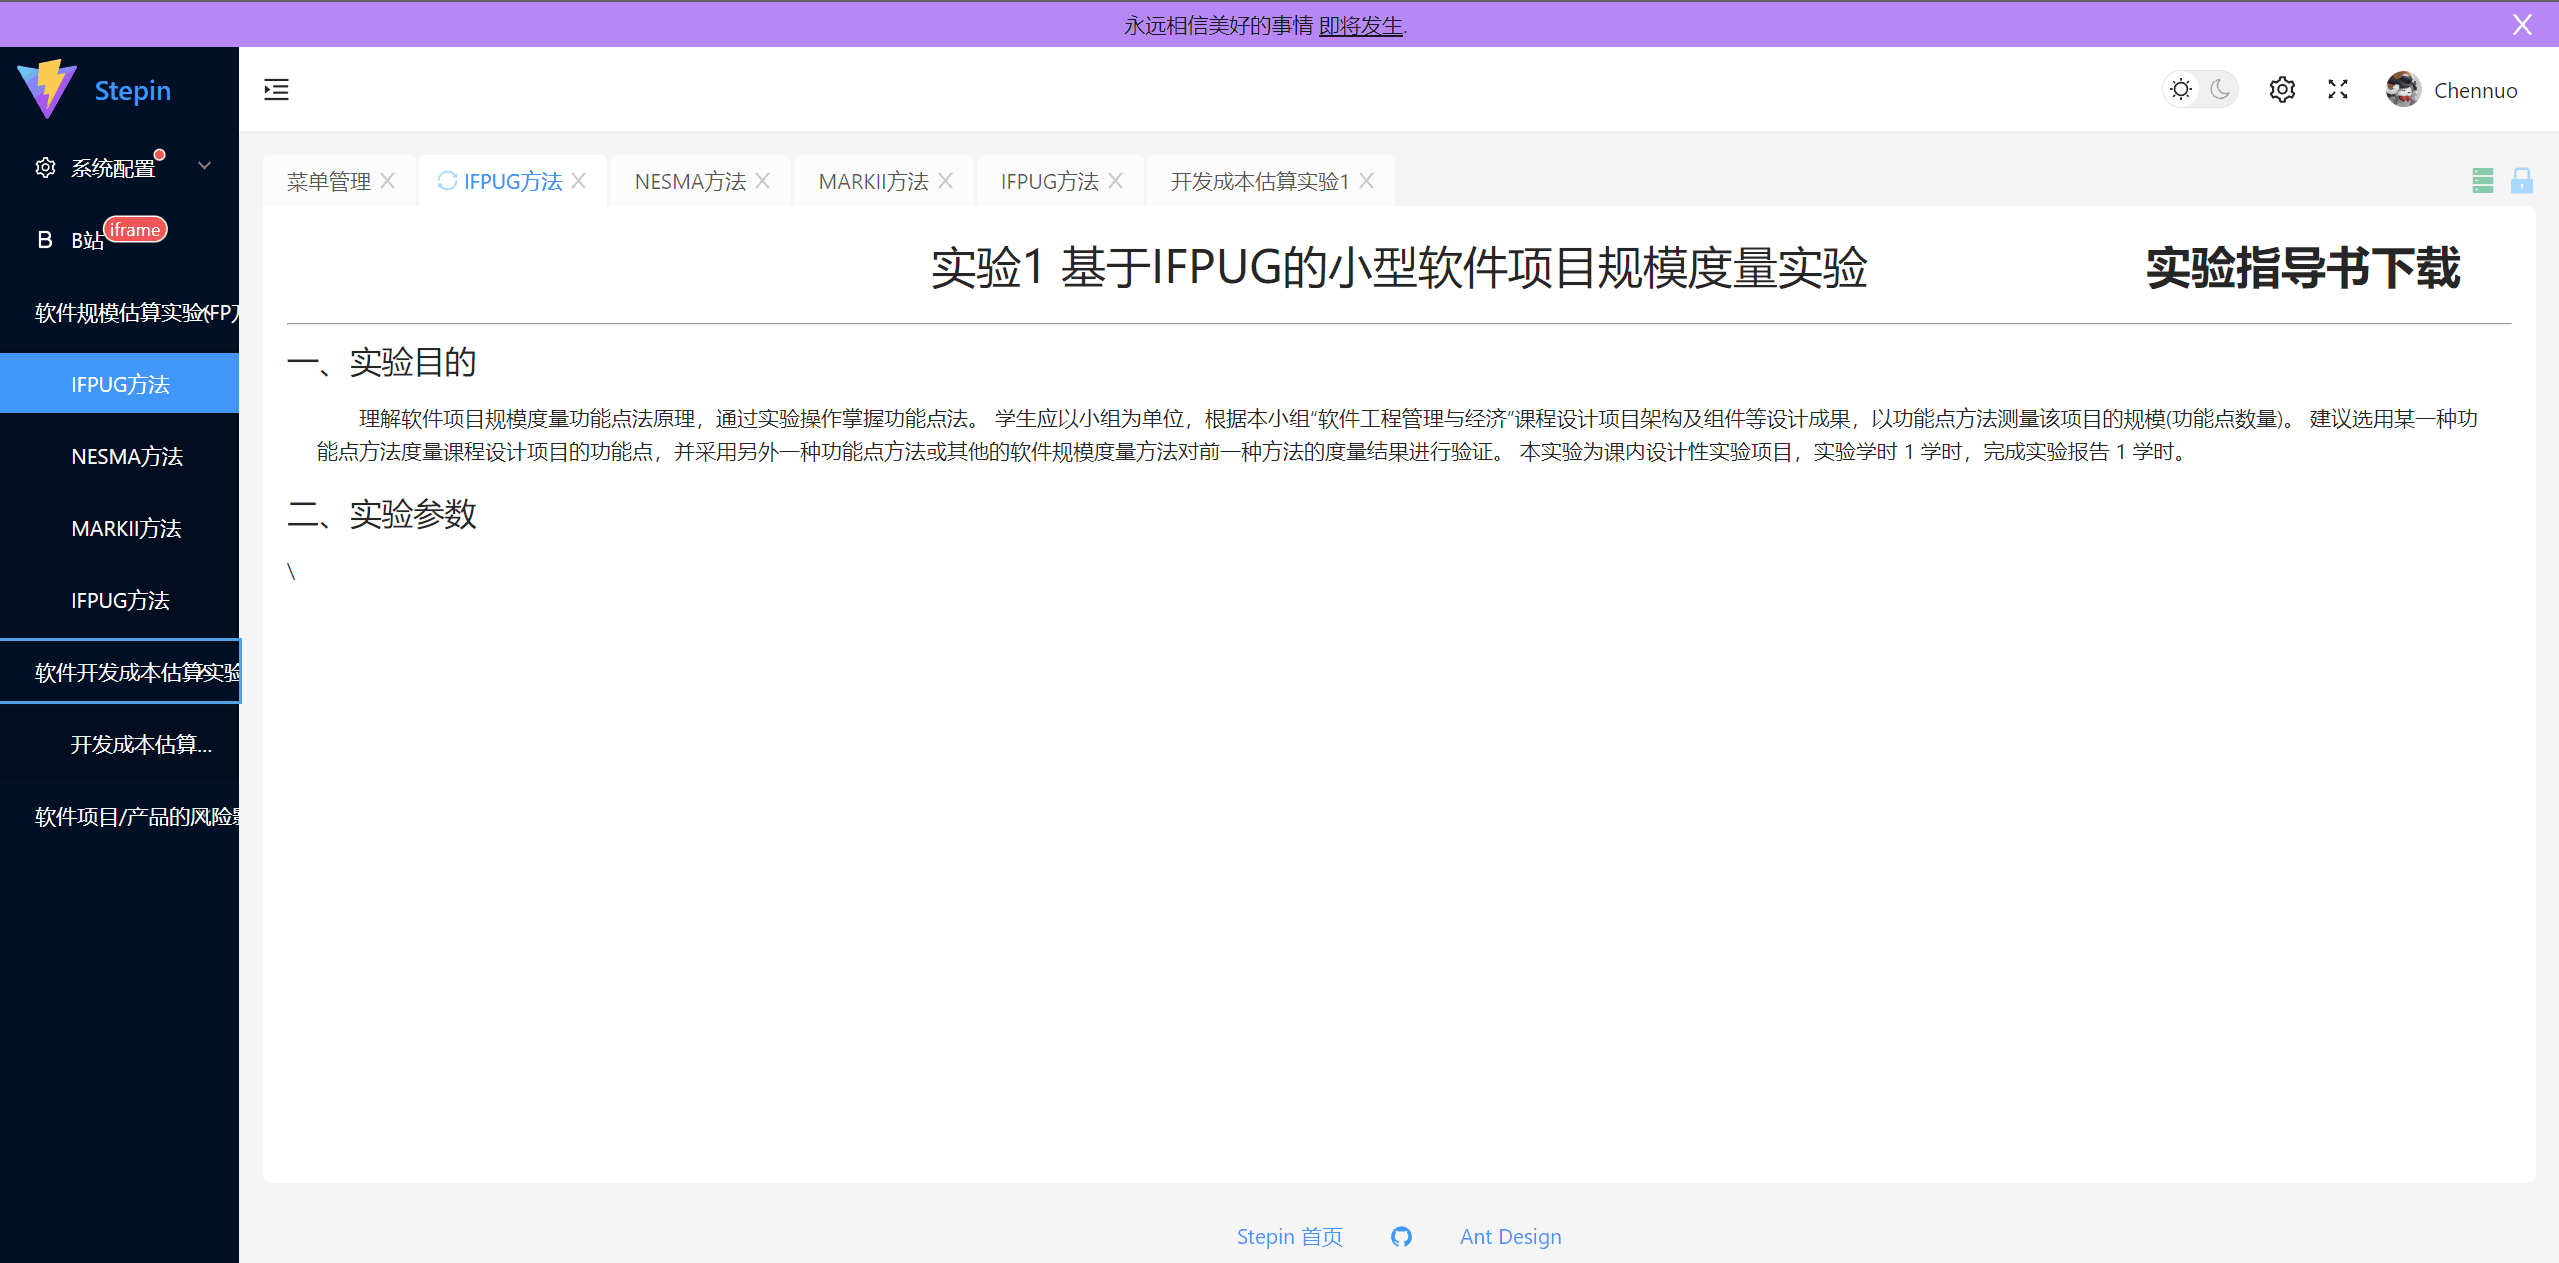 永远相信美好的事情 即将发生.
Stepin
Chennuo
系统配置
B站 iframe
软件规模估算实验(FP
IFPUG方法
NESMA方法
MARKII方法
IFPUG方法
软件开发成本估算实验
开发成本估算...
软件项目/产品的风险
菜单管理 IFPUG方法 NESMA方法 MARKII方法 IFPUG方法 开发成本估算实验1
实验1 基于IFPUG的小型软件项目规模度量实验 实验指导书下载
一、实验目的
理解软件项目规模度量功能点法原理，通过实验操作掌握功能点法。 学生应以小组为单位，根据本小组“软件工程管理与经济”课程设计项目架构及组件等设计成果，以功能点方法测量该项目的规模(功能点数量)。 建议选用某一种功
能点方法度量课程设计项目的功能点，并采用另外一种功能点方法或其他的软件规模度量方法对前一种方法的度量结果进行验证。 本实验为课内设计性实验项目，实验学时 1 学时，完成实验报告 1 学时。
二、实验参数
\
Stepin 首页 Ant Design